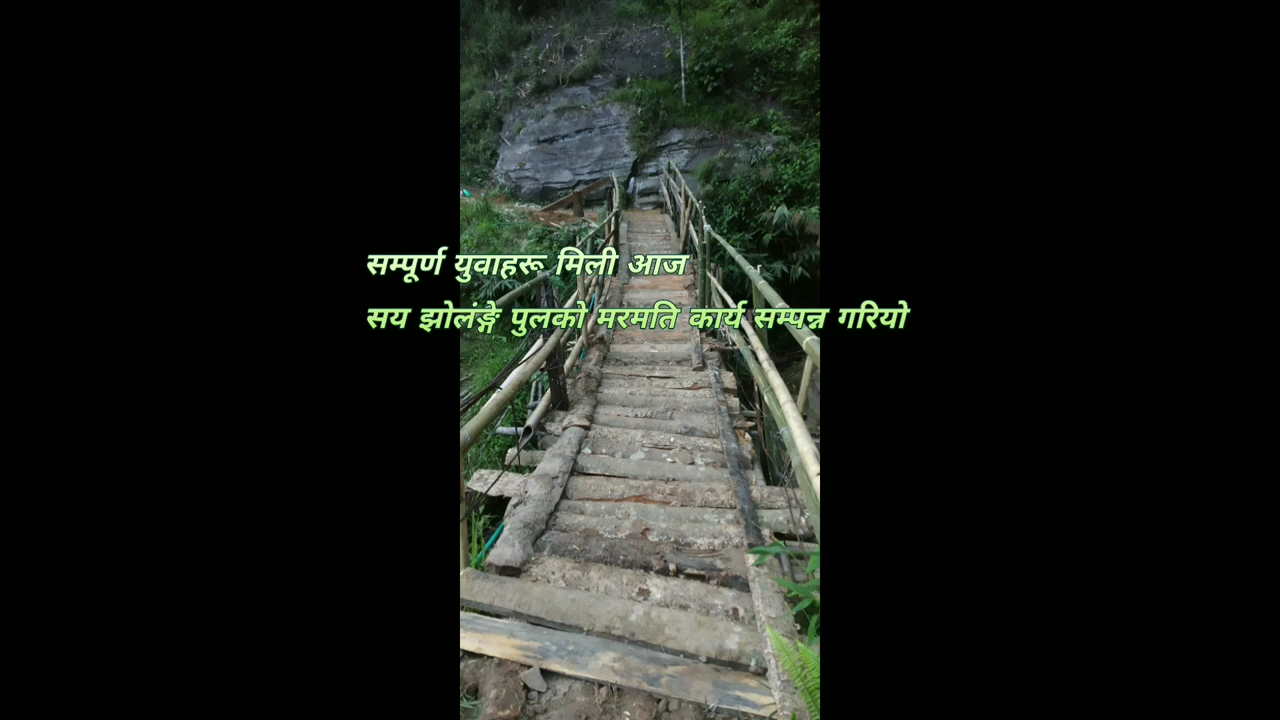 सम्पूर्ण युवाहरू मिली आज
सय झोलंङ्गे पुलको मरमति कार्य सम्पन्न गरियो